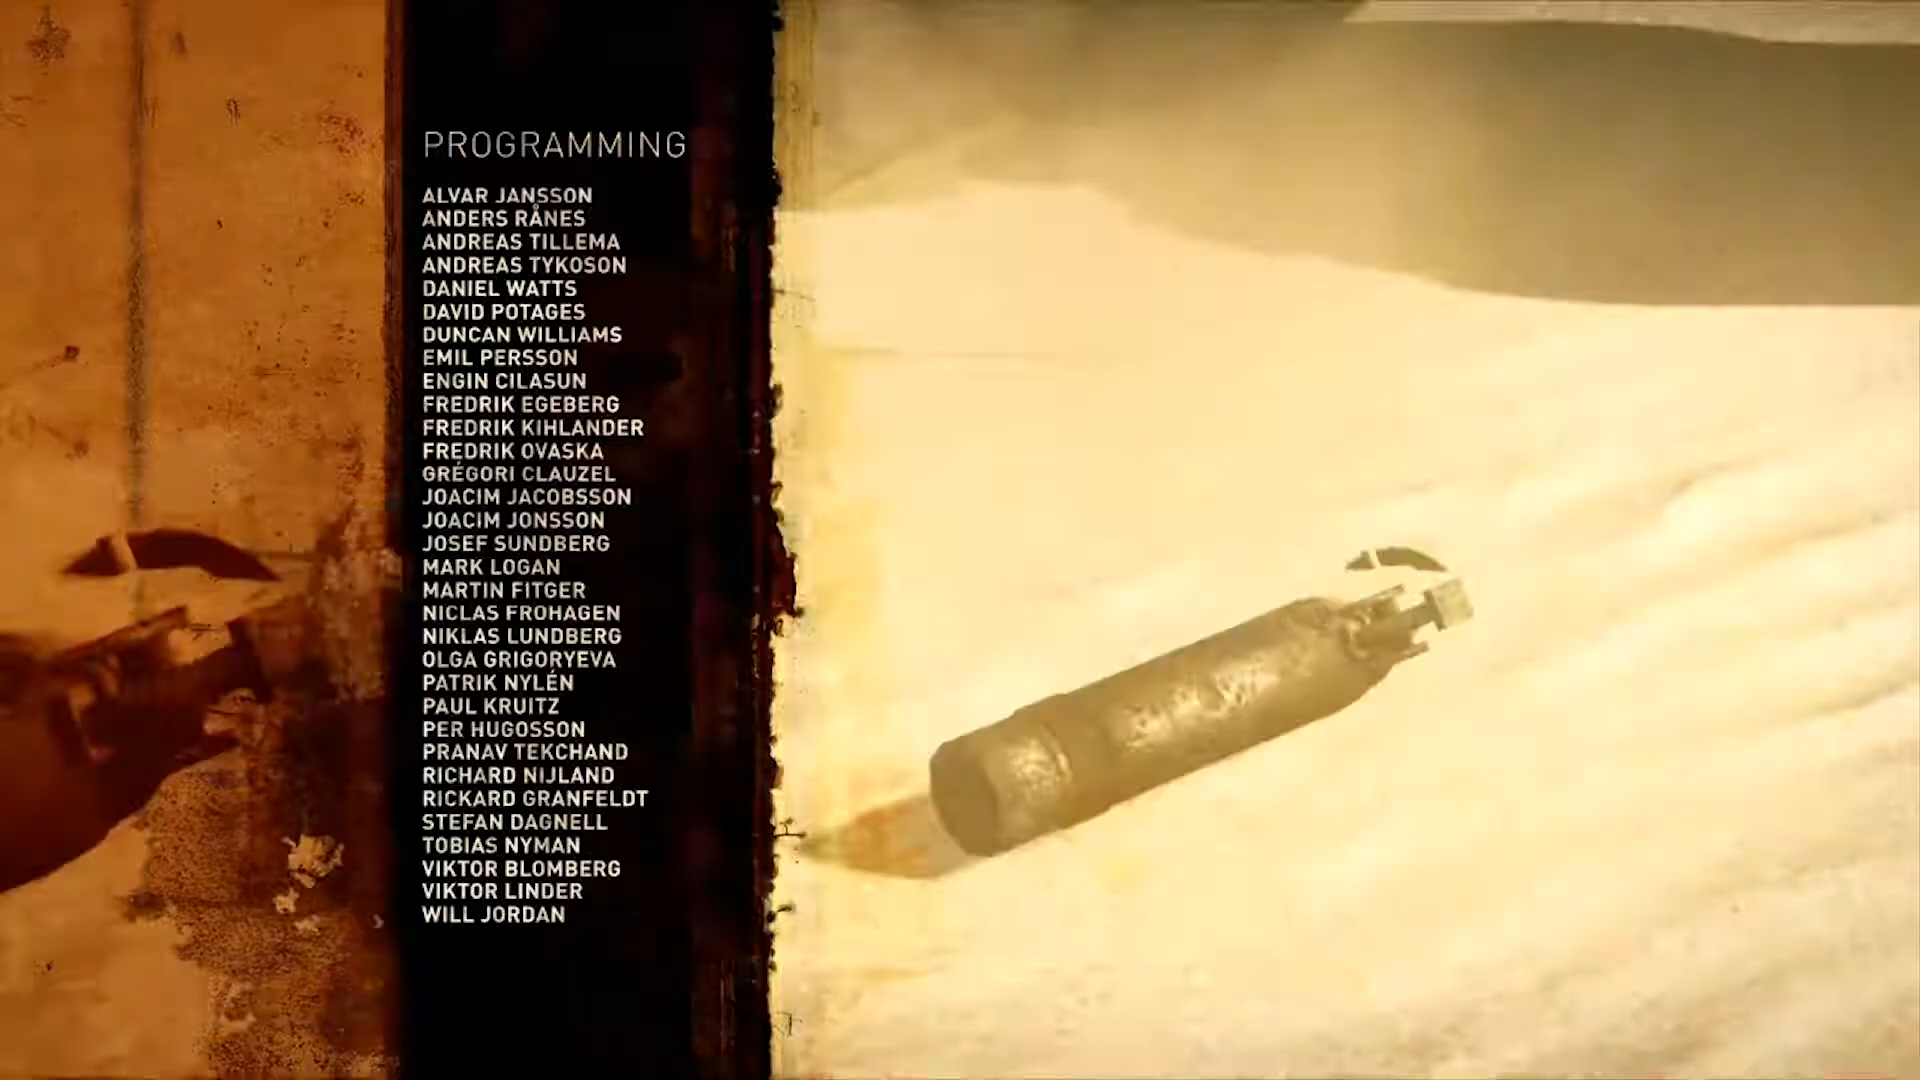 PROGRAMMING
ALVAR JANSSON
ANDERS RÅNES
ANDREAS TILLEMA
ANDREAS TYKOSON
DANIEL WATTS
DAVID POTAGES
DUNCAN WILLIAMS
EMIL PERSSON
ENGIN CILASUN
FREDRIK EGEBERG
FREDRIK KIHLANDER
FREDRIK OVASKA
GRÉGORI CLAUZEL
JOACIM JACOBSSON
JOACIM JONSSON
JOSEF SUNDBERG
MARK LOGAN
MARTIN FITGER
NICLAS FROHAGEN
NIKLAS LUNDBERG
OLGA GRIGORYEVA
PATRIK NYLÉN
PAUL KRUITZ
PER HUGOSSON
PRANAV TEKCHAND
RICHARD NIJLAND
RICKARD GRANFELDT
STEFAN DAGNELL
TOBIAS NYMAN
VIKTOR BLOMBERG
VIKTOR LINDER
WILL JORDAN